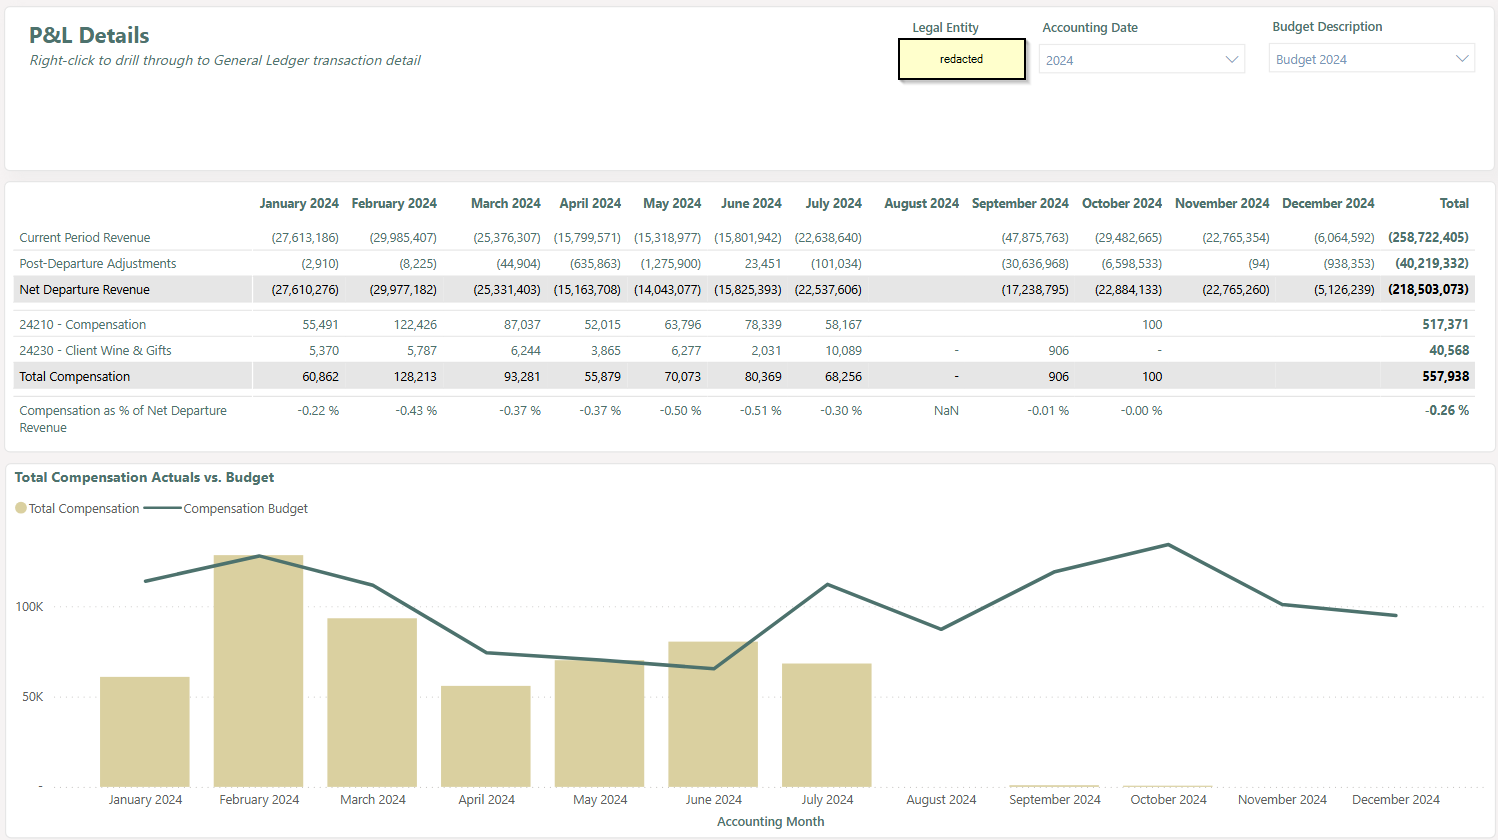 P&L Details
Right-click to drill through to General Ledger transaction detail
Legal Entity
redacted
Accounting Date
2024
Budget Description
Budget 2024
January 2024 February 2024 March 2024 April 2024 May 2024 June 2024 July 2024 August 2024 September 2024 October 2024 November 2024 December 2024 Total
Current Period Revenue (27,613,186) (29,985,407) (25,376,307) (15,799,571) (15,318,977) (15,801,942) (22,638,640) (47,875,763) (29,482,665) (22,765,354) (6,064,592) (258,722,405)
Post-Departure Adjustments (2,910) (8,225) (44,904) (635,863) (1,275,900) 23,451 (101,034) (30,636,968) (6,598,533) (94) (938,353) (40,219,332)
Net Departure Revenue (27,610,276) (29,977,182) (25,331,403) (15,163,708) (14,043,077) (15,825,393) (22,537,606) (17,238,795) (22,884,133) (22,765,260) (5,126,239) (218,503,073)
24210 - Compensation 55,491 122,426 87,037 52,015 63,796 78,339 58,167 100 517,371
24230 - Client Wine & Gifts 5,370 5,787 6,244 3,865 6,277 2,031 10,089 - 906 - 40,568
Total Compensation 60,862 128,213 93,281 55,879 70,073 80,369 68,256 - 906 100 557,938
Compensation as % of Net Departure -0.22 % -0.43 % -0.37 % -0.37 % -0.50 % -0.51 % -0.30 % NaN -0.01 % -0.00 % -0.26 %
Revenue
Total Compensation Actuals vs. Budget
Total Compensation Compensation Budget
100K
50K
-
January 2024 February 2024 March 2024 April 2024 May 2024 June 2024 July 2024 August 2024 September 2024 October 2024 November 2024 December 2024
Accounting Month